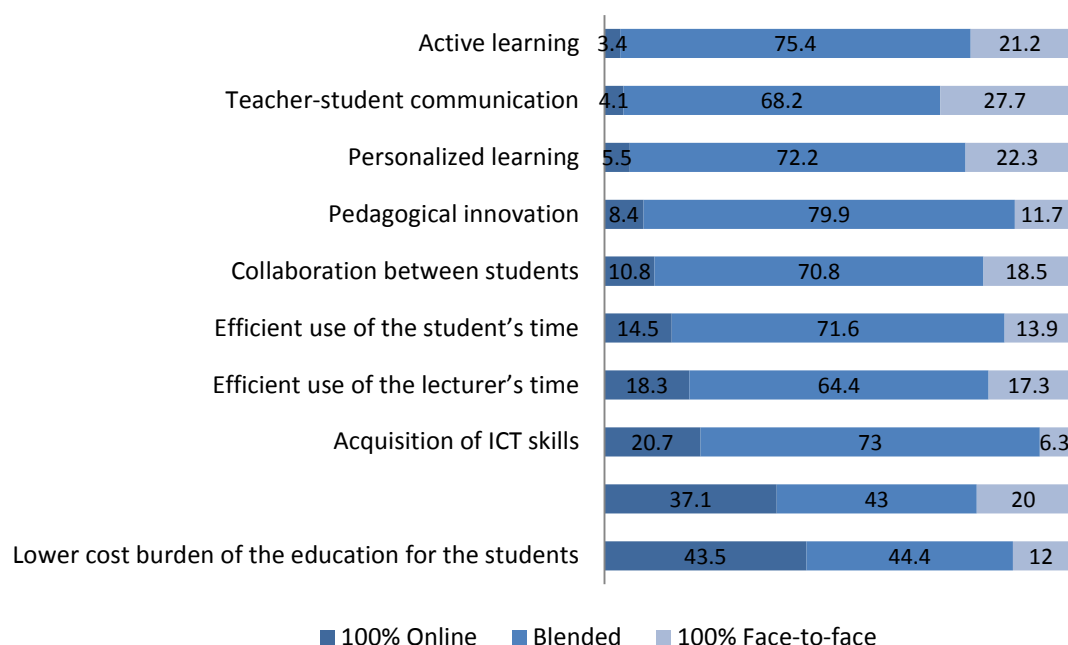 Active learning 3.4 75.4 21.2
Teacher-student communication 4.1 68.2 27.7
Personalized learning 5.5 72.2 22.3
Pedagogical innovation 8.4 79.9 11.7
Collaboration between students 10.8 70.8 18.5
Efficient use of the student’s time 14.5 71.6 13.9
Efficient use of the lecturer’s time 18.3 64.4 17.3
Acquisition of ICT skills 20.7 73 6.3
37.1 43 20
Lower cost burden of the education for the students 43.5 44.4 12
100% Online Blended 100% Face-to-face